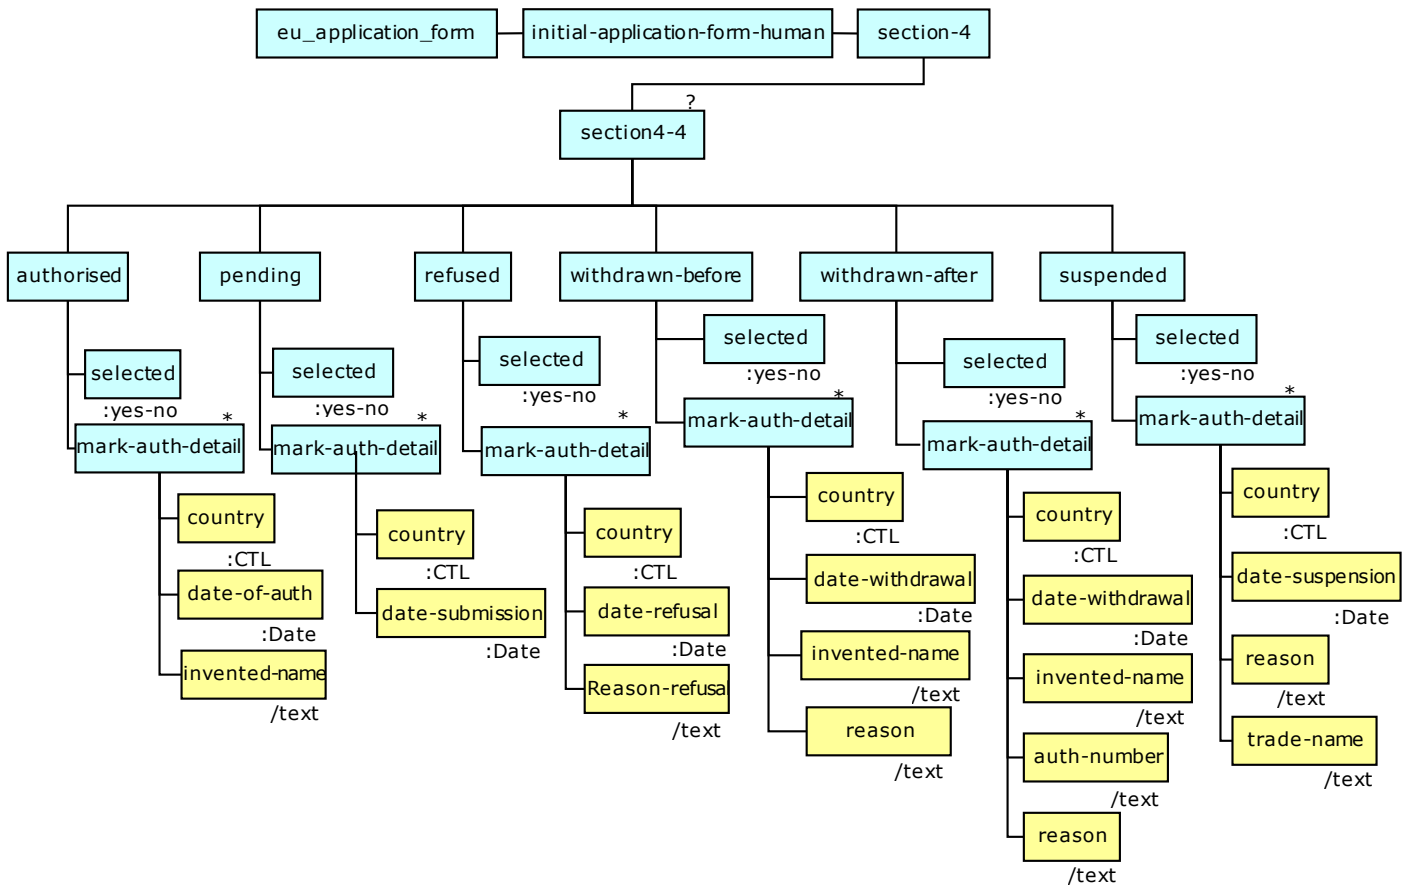 eu_application_form
initial-application-form-human
section-4
?
section4-4
authorised
pending
refused
withdrawn-before
withdrawn-after
suspended
selected
:yes-no
*
mark-auth-detail
country
:CTL
date-of-auth
:Date
invented-name
/text
selected
:yes-no
*
mark-auth-detail
country
:CTL
date-submission
:Date
selected
:yes-no
*
mark-auth-detail
country
:CTL
date-refusal
:Date
Reason-refusal
/text
selected
:yes-no
*
mark-auth-detail
country
:CTL
date-withdrawal
:Date
invented-name
/text
reason
/text
selected
:yes-no
*
mark-auth-detail
country
:CTL
date-withdrawal
:Date
invented-name
/text
auth-number
/text
reason
/text
selected
:yes-no
*
mark-auth-detail
country
:CTL
date-suspension
:Date
reason
/text
trade-name
/text